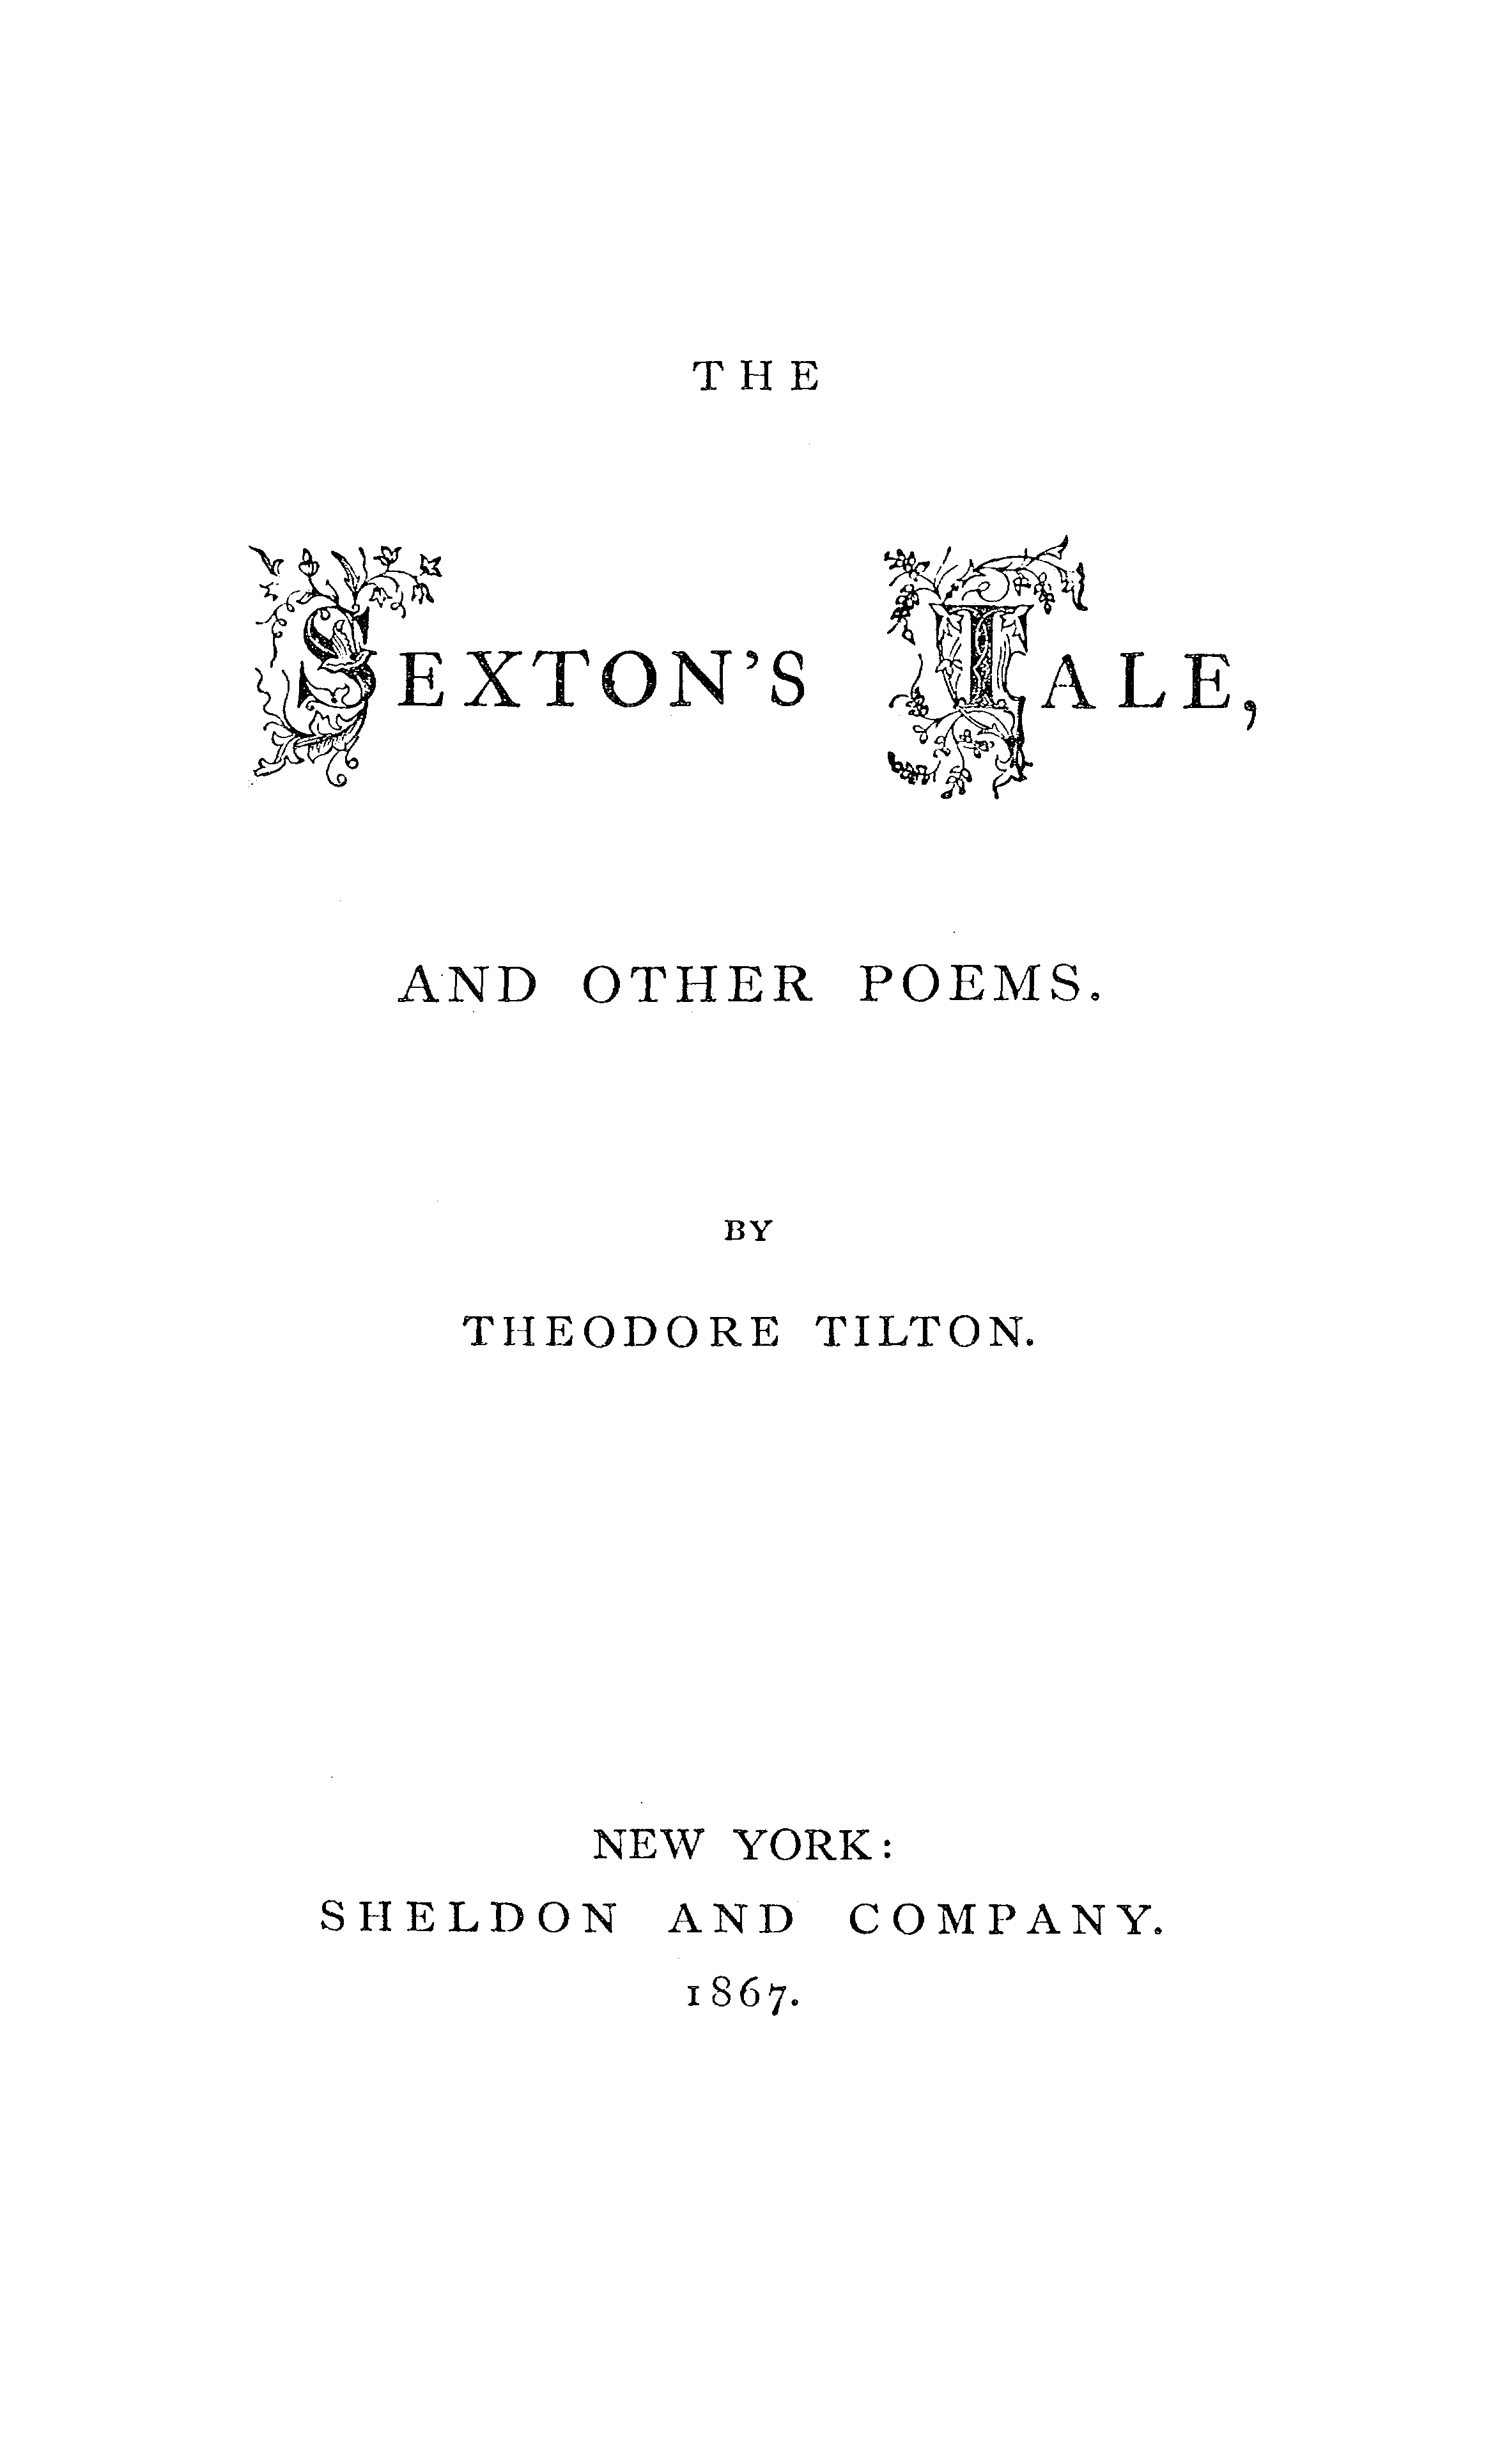 THE
SEXTON'S TALE,
AND OTHER POEMS.
BY
THEODORE TILTON.
NEW YORK:
SHELDON AND COMPANY.
1867.